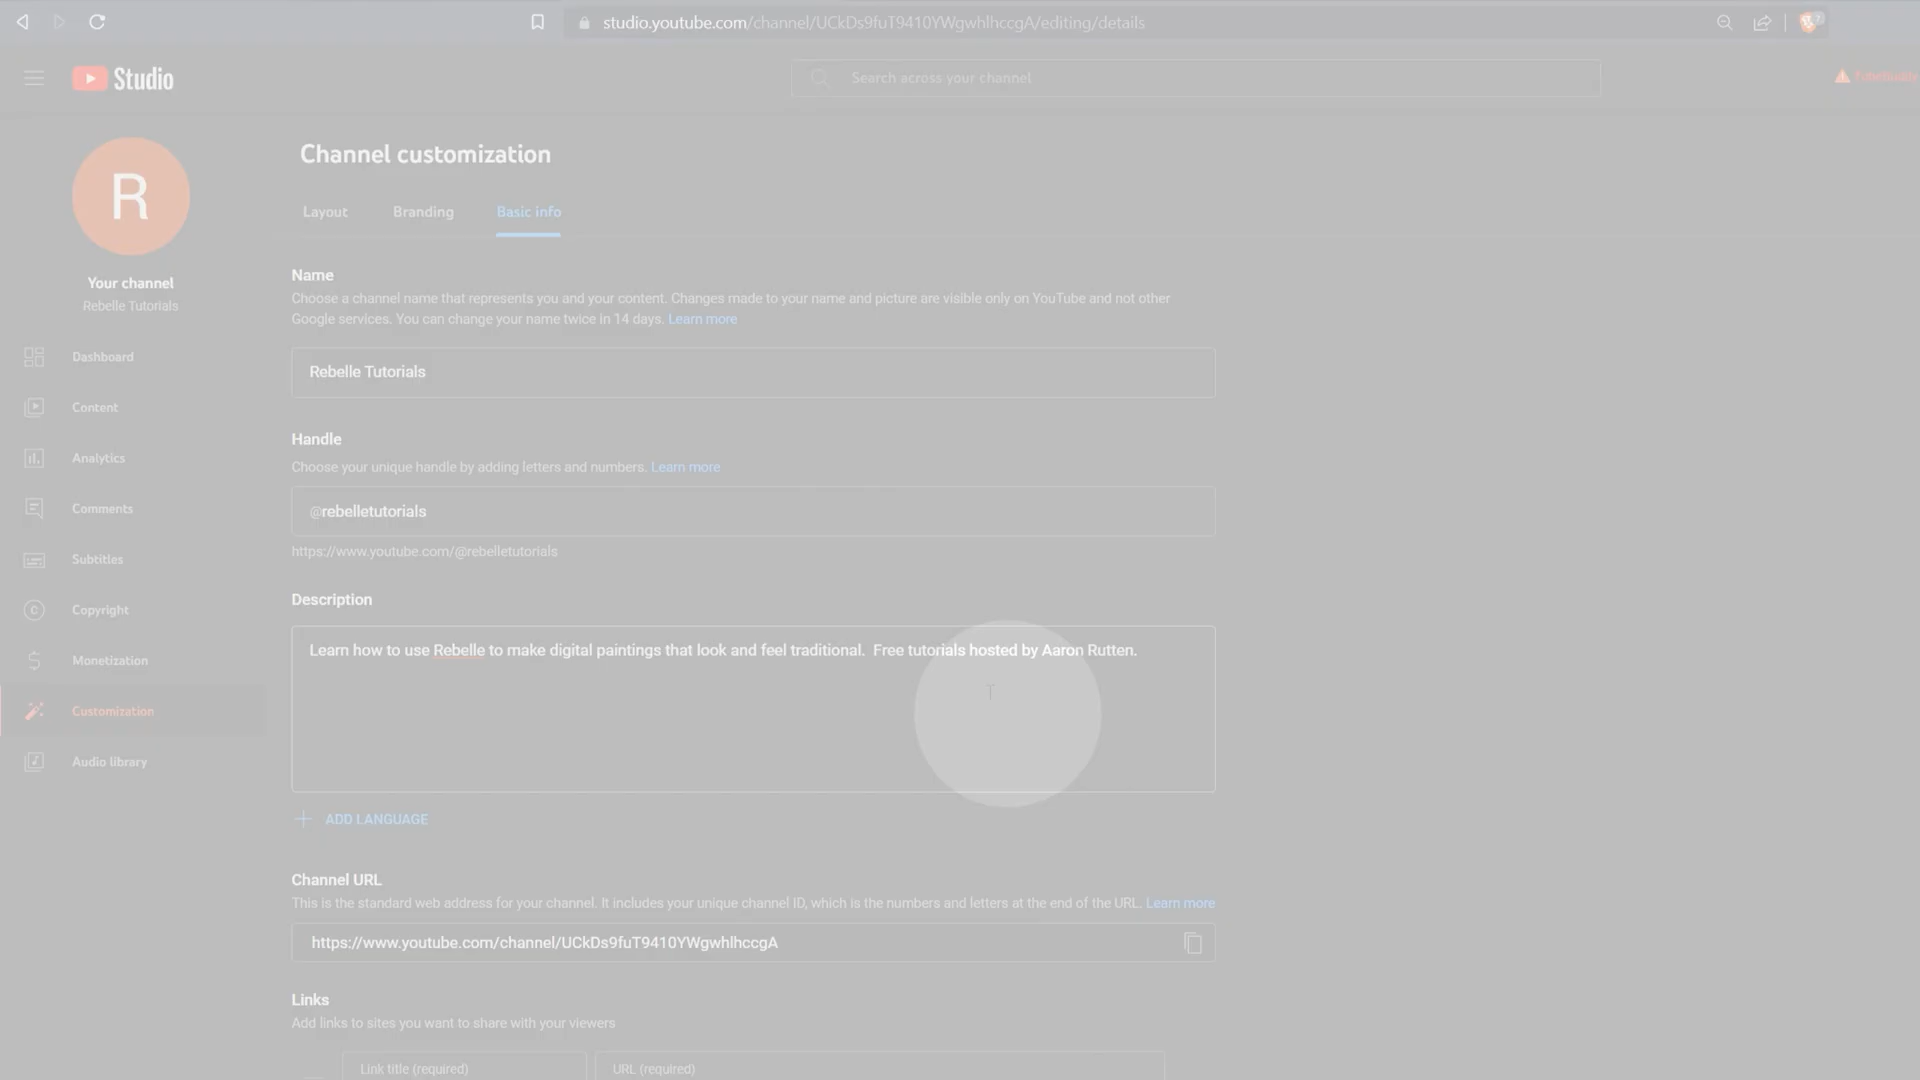 studio.youtube.com/channel/UCkDs9fuT9410YWgwhlhccgA/editing/details
Studio
Search across your channel
R
Your channel
Rebelle Tutorials
Dashboard
Content
Analytics
Comments
Subtitles
Copyright
Monetization
Customization
Audio library
Channel customization
Layout Branding Basic info
Name
Choose a channel name that represents you and your content. Changes made to your name and picture are visible only on YouTube and not other
Google services. You can change your name twice in 14 days. Learn more
Rebelle Tutorials
Handle
Choose your unique handle by adding letters and numbers. Learn more
@rebelletutorials
https://www.youtube.com/@rebelletutorials
Description
Learn how to use Rebelle to make digital paintings that look and feel traditional.  Free tutorials hosted by Aaron Rutten.
ADD LANGUAGE
Channel URL
This is the standard web address for your channel. It includes your unique channel ID, which is the numbers and letters at the end of the URL. Learn more
https://www.youtube.com/channel/UCkDs9fuT9410YWgwhlhccgA
Links
Add links to sites you want to share with your viewers
Link title (required) URL (required)